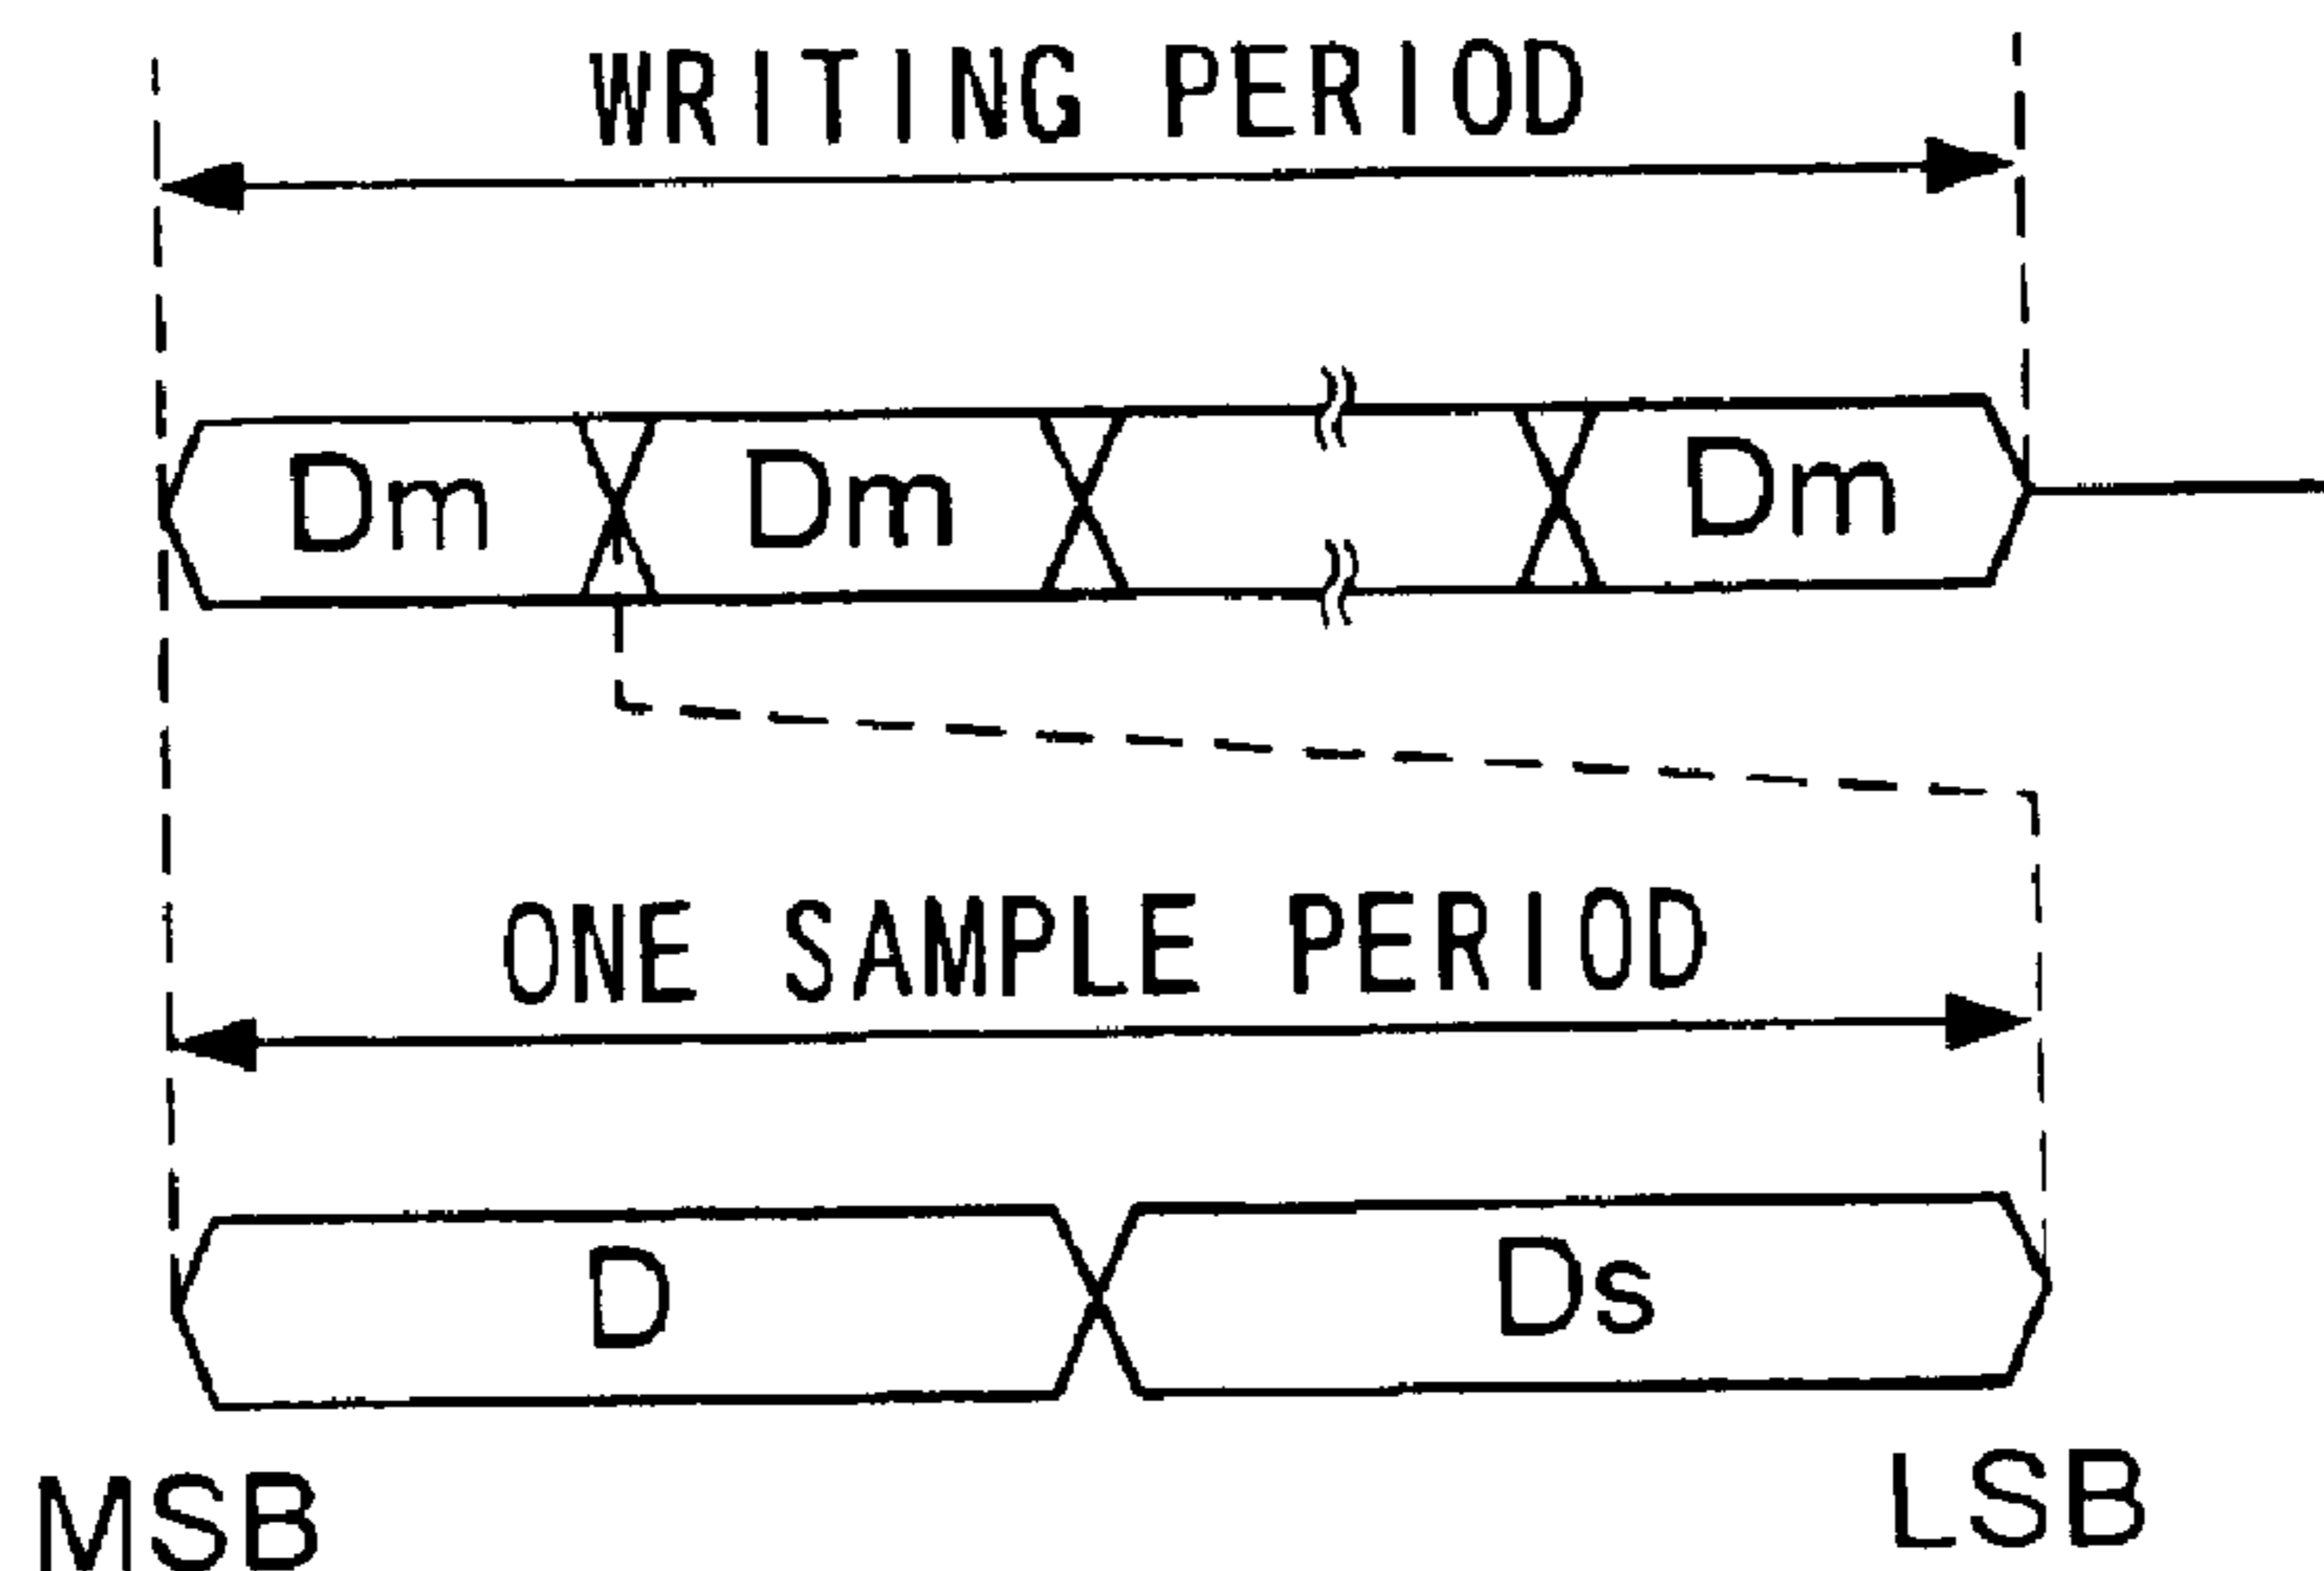 WRITING PERIOD
Dm Dm Dm
ONE SAMPLE PERIOD
D Ds
MSB LSB